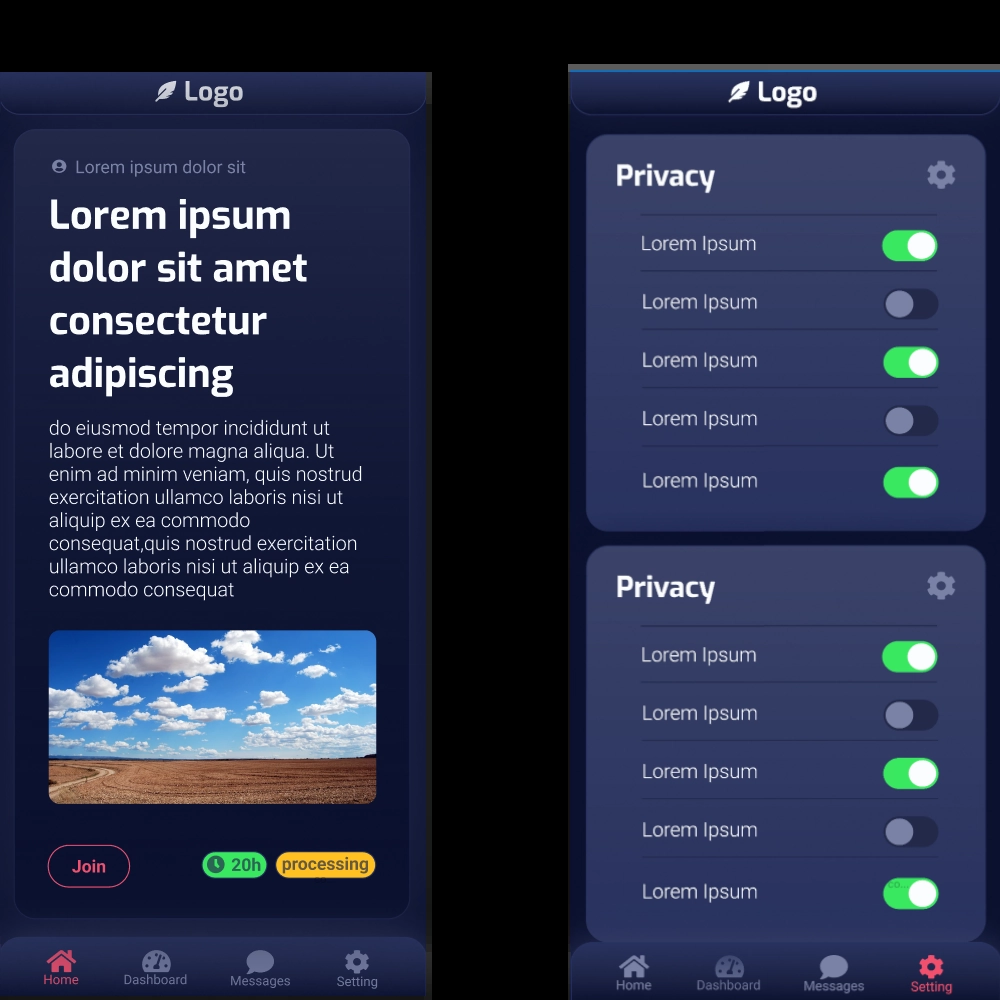 Logo
Lorem ipsum dolor sit
Lorem ipsum
dolor sit amet
consectetur
adipiscing
do eiusmod tempor incididunt ut
labore et dolore magna aliqua. Ut
enim ad minim veniam, quis nostrud
exercitation ullamco laboris nisi ut
aliquip ex ea commodo
consequat,quis nostrud exercitation
ullamco laboris nisi ut aliquip ex ea
commodo consequat
Join
20h
processing
Home
Dashboard
Messages
Setting
Logo
Privacy
Lorem Ipsum
Lorem Ipsum
Lorem Ipsum
Lorem Ipsum
Lorem Ipsum
Privacy
Lorem Ipsum
Lorem Ipsum
Lorem Ipsum
Lorem Ipsum
Lorem Ipsum
Home
Dashboard
Messages
Setting